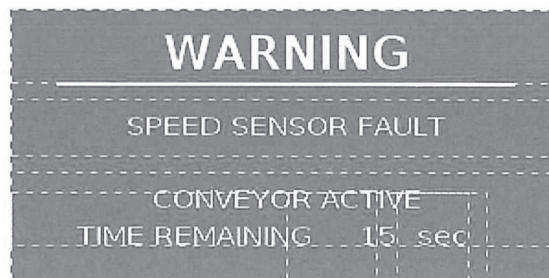 WARNING
SPEED SENSOR FAULT
CONVEYOR ACTIVE
TIME REMAINING 15 sec